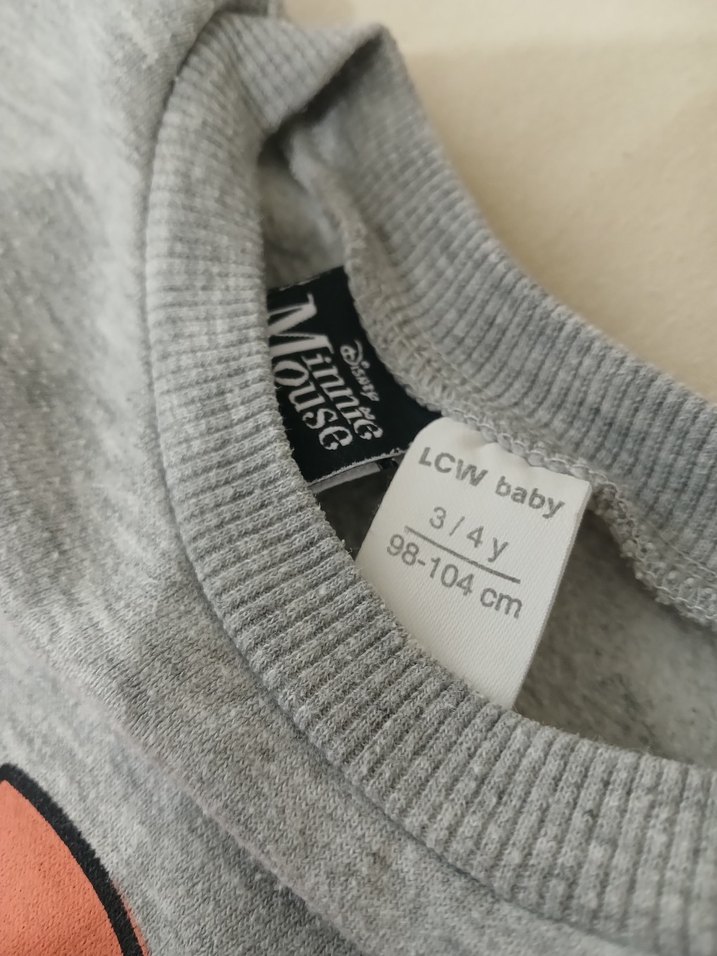 Disney
Minnie
Mouse
LCW baby
3/4 y
98-104 cm